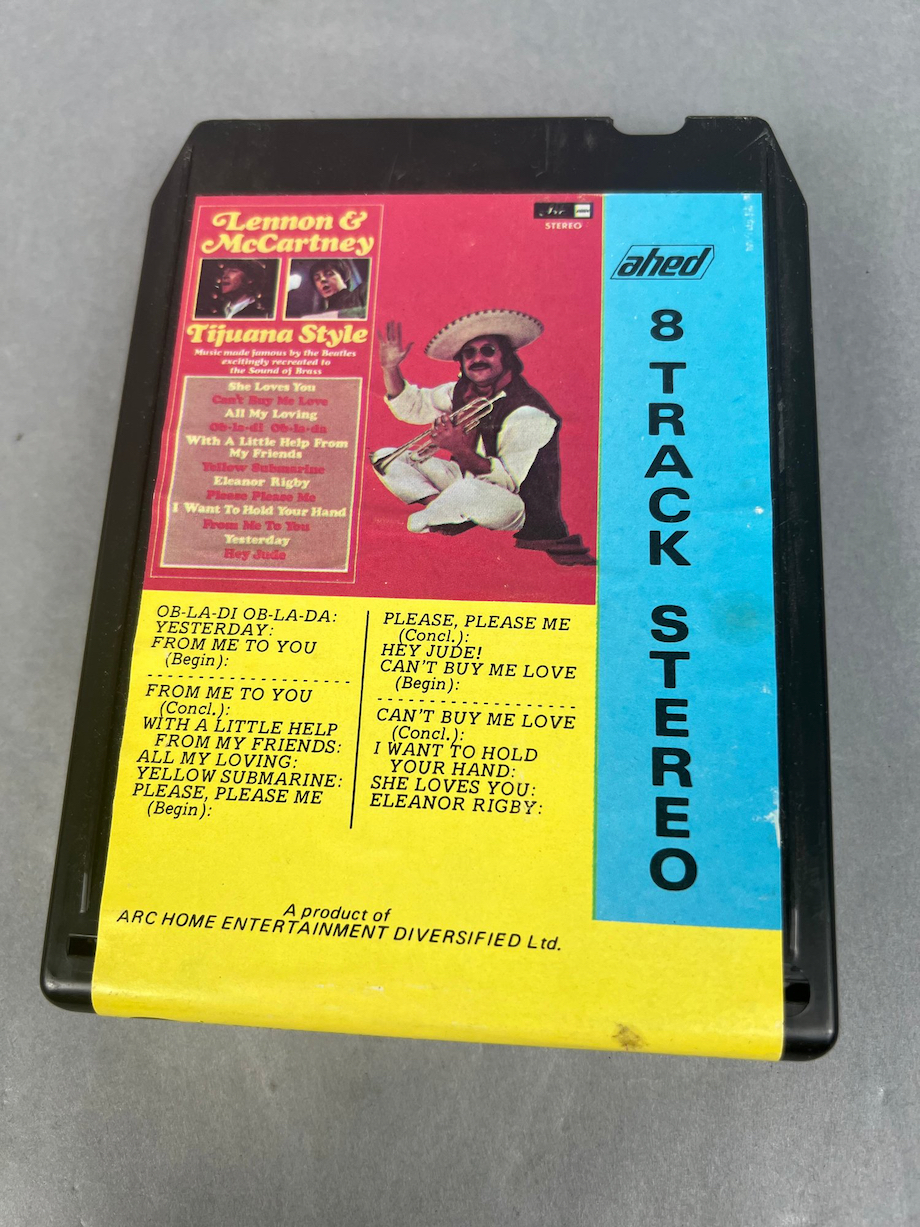 Lennon &
McCartney
Tijuana Style
Music made famous by the Beatles
excitingly recreated to
the Sound of Brass
She Loves You
Can't Buy Me Love
All My Loving
Ob-la-di Ob-la-da
With A Little Help From
My Friends
Yellow Submarine
Eleanor Rigby
Please Please Me
I Want To Hold Your Hand
From Me To You
Yesterday
Hey Jude
Arc
STEREO
ahed
8 TRACK STEREO
OB-LA-DI OB-LA-DA:
YESTERDAY:
FROM ME TO YOU
(Begin):
FROM ME TO YOU
(Concl.):
WITH A LITTLE HELP
FROM MY FRIENDS:
ALL MY LOVING:
YELLOW SUBMARINE:
PLEASE, PLEASE ME
(Begin):
PLEASE, PLEASE ME
(Concl.):
HEY JUDE!
CAN'T BUY ME LOVE
(Begin):
CAN'T BUY ME LOVE
(Concl.):
I WANT TO HOLD
YOUR HAND:
SHE LOVES YOU:
ELEANOR RIGBY:
A product of
ARC HOME ENTERTAINMENT DIVERSIFIED Ltd.